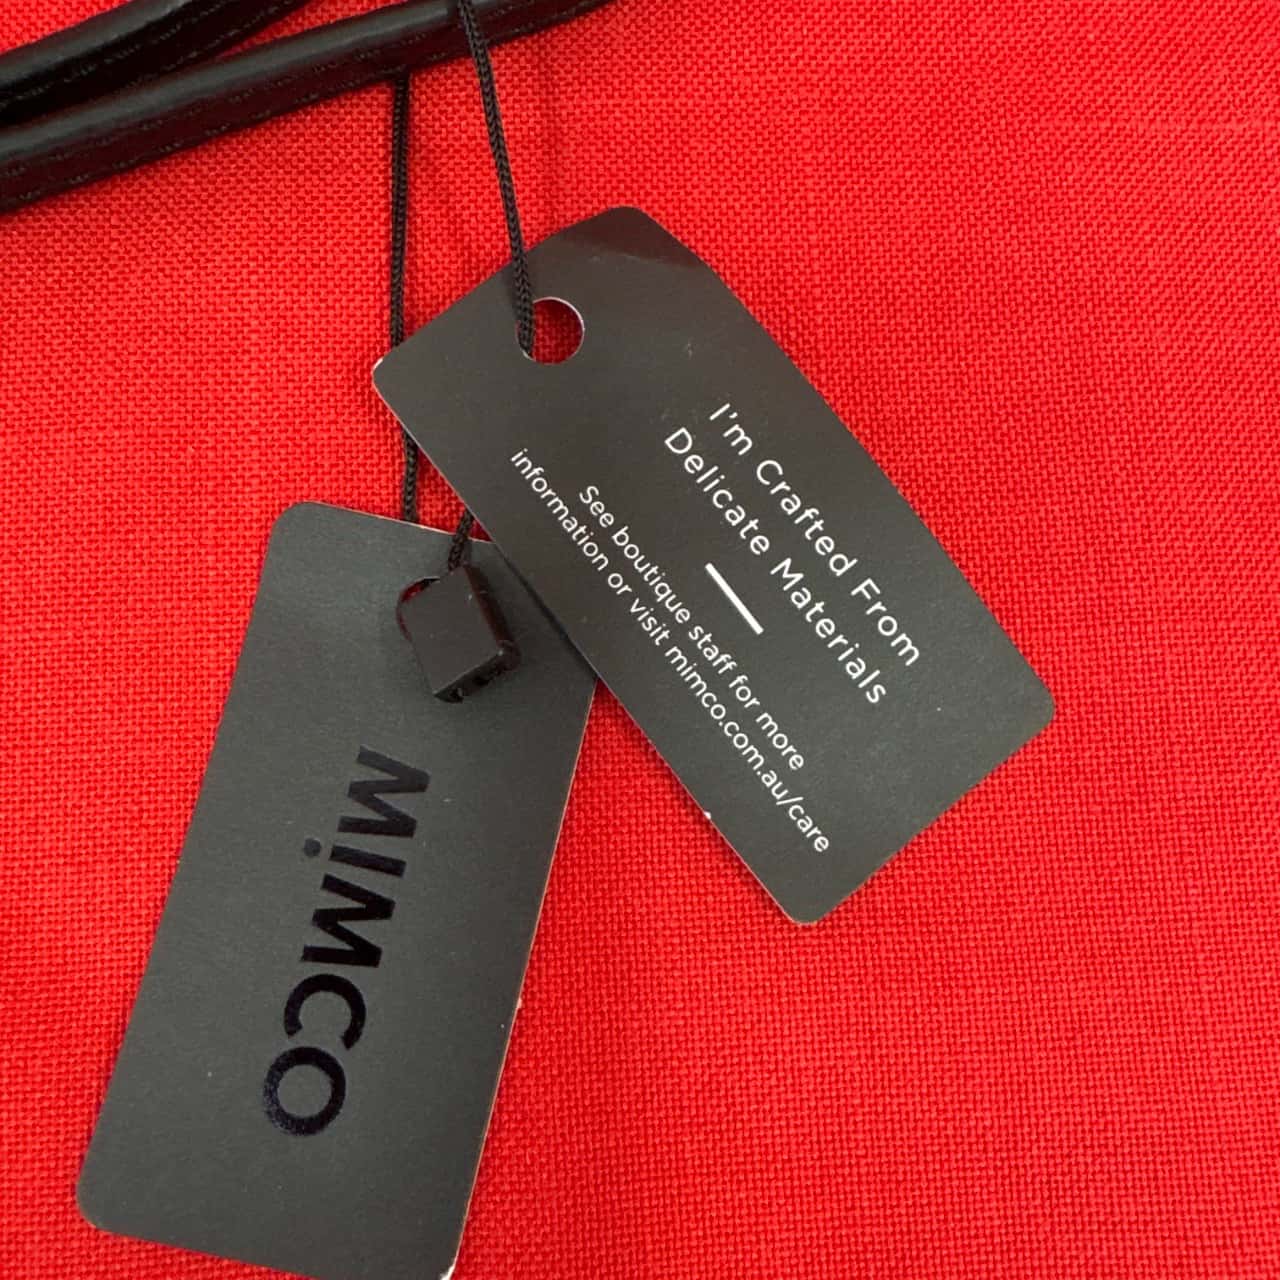 I'm Crafted From
Delicate Materials
See boutique staff for more
information or visit mimco.com.au/care
MiMCO